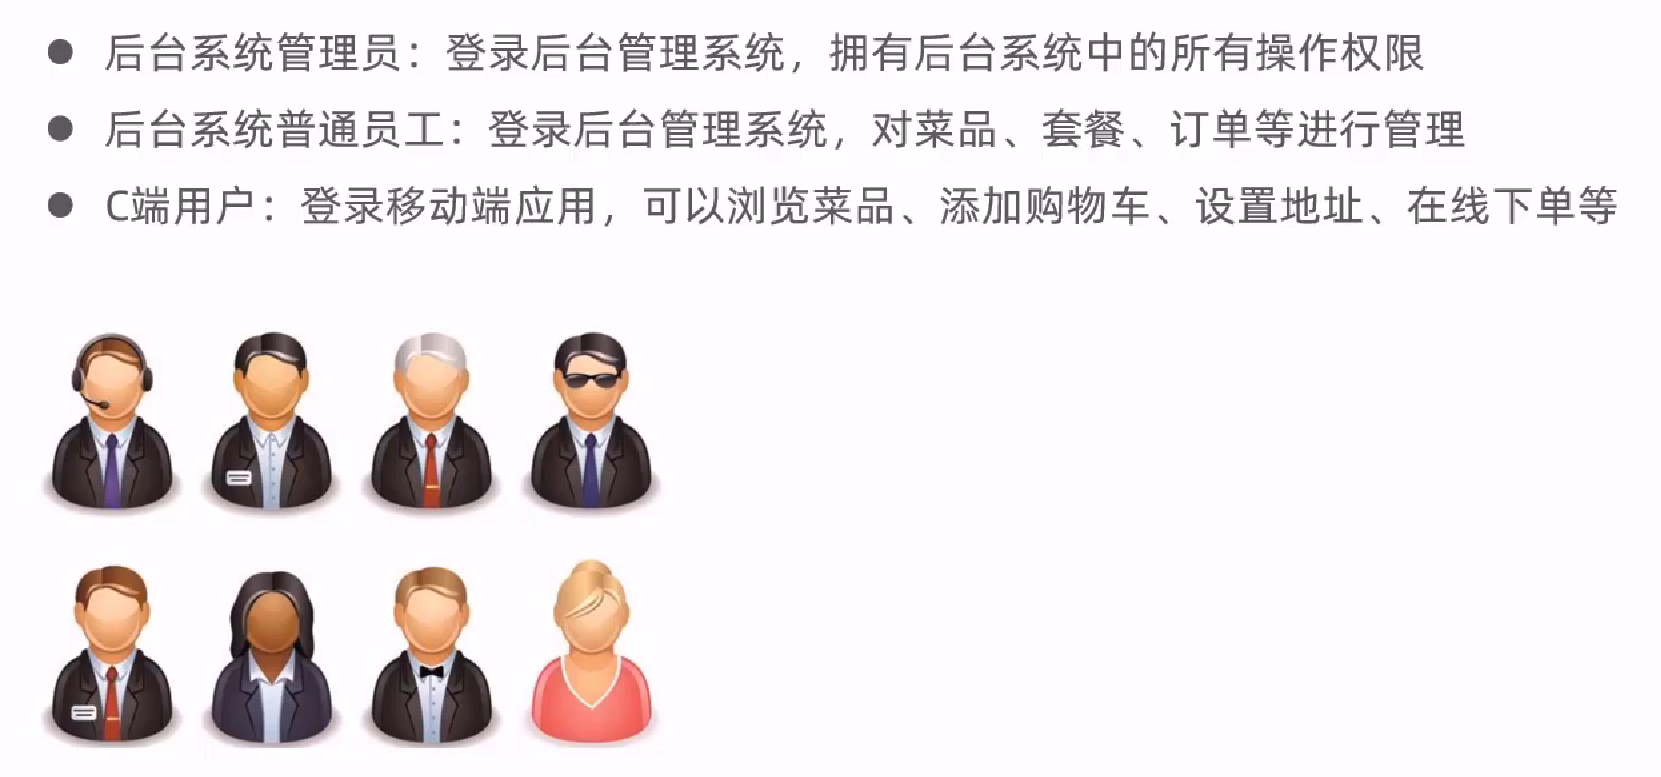 ● 后台系统管理员：登录后台管理系统，拥有后台系统中的所有操作权限
● 后台系统普通员工：登录后台管理系统，对菜品、套餐、订单等进行管理
● C端用户：登录移动端应用，可以浏览菜品、添加购物车、设置地址、在线下单等